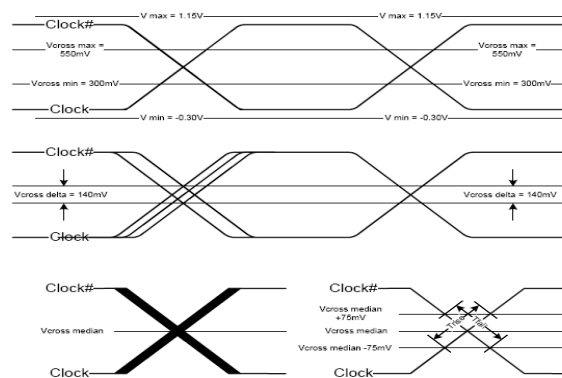 V max = 1.15V V max = 1.15V
Clock#
Vcross max = 550mV Vcross max = 550mV
Vcross min = 300mV Vcross min = 300mV
Clock
V min = -0.30V V min = -0.30V
Clock#
Vcross delta = 140mV Vcross delta = 140mV
Clock
Clock# Clock#
Vcross median +75mV
Vcross median Vcross median
Vcross median -75mV
Trise Tfall
Clock Clock